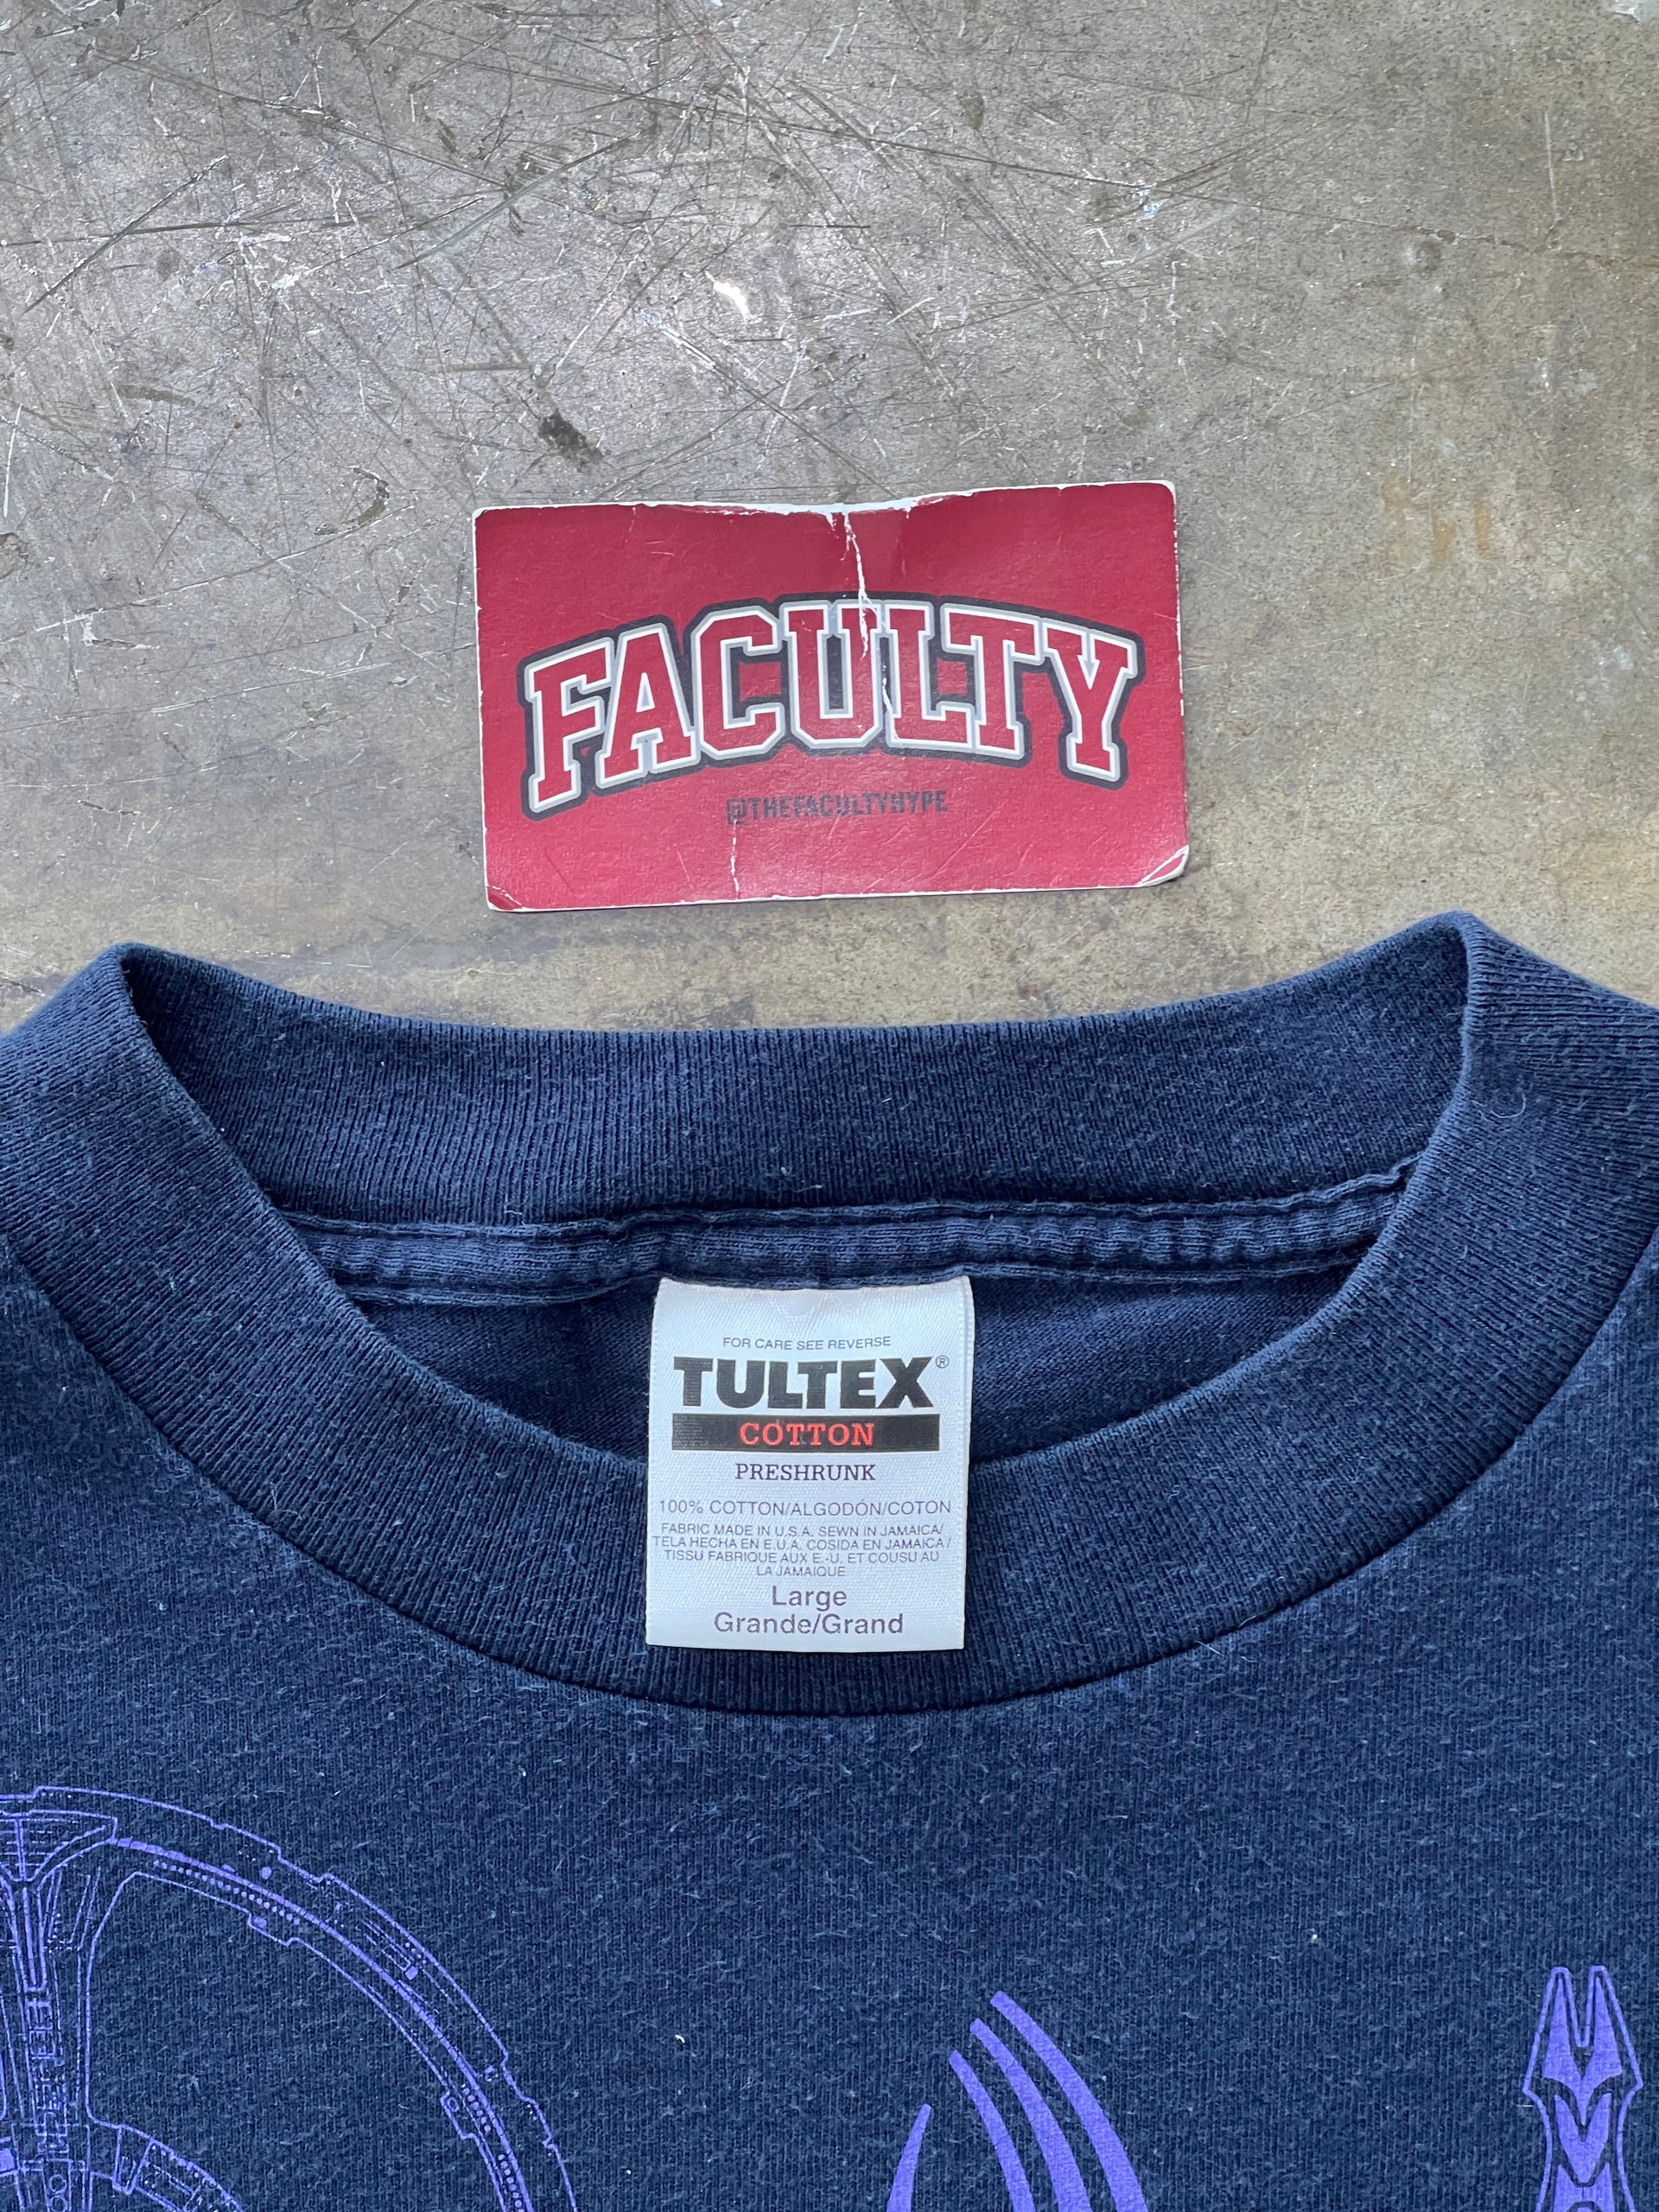 FACULTY
@THEFACULTYHYPE
FOR CARE SEE REVERSE
TULTEX®
COTTON
PRESHRUNK
100% COTTON/ALGODÓN/COTON
FABRIC MADE IN U.S.A. SEWN IN JAMAICA/
TELA HECHA EN E.U.A. COSIDA EN JAMAICA /
TISSU FABRIQUE AUX E.-U. ET COUSU AU
LA JAMAIQUE
Large
Grande/Grand